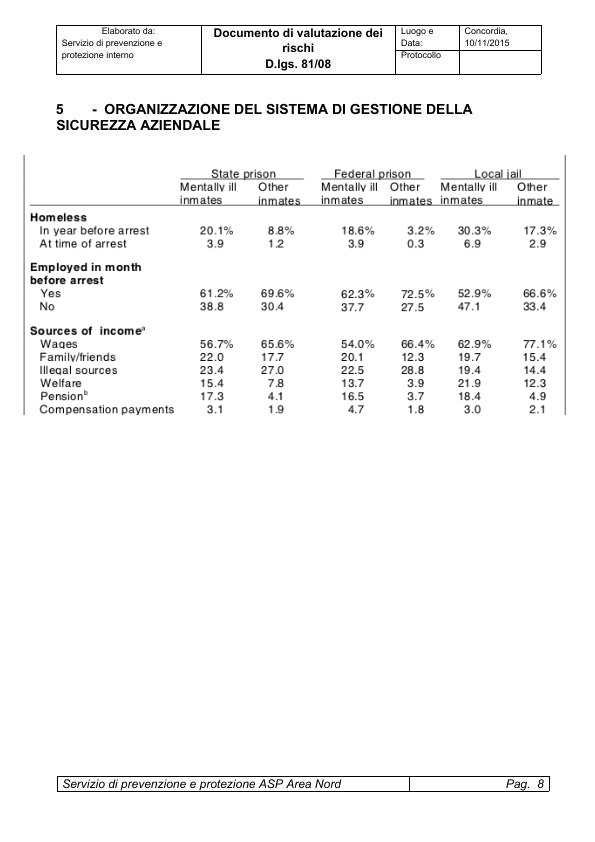 Elaborato da:
Servizio di prevenzione e
protezione interno
Documento di valutazione dei
rischi
D.lgs. 81/08
Luogo e
Data:
Concordia,
10/11/2015
Protocollo
5 - ORGANIZZAZIONE DEL SISTEMA DI GESTIONE DELLA
SICUREZZA AZIENDALE
State prison Federal prison Local jail
Mentally ill Other Mentally ill Other Mentally ill Other
inmates inmates inmates inmates inmates inmate
Homeless
In year before arrest 20.1% 8.8% 18.6% 3.2% 30.3% 17.3%
At time of arrest 3.9 1.2 3.9 0.3 6.9 2.9
Employed in month
before arrest
Yes 61.2% 69.6% 62.3% 72.5% 52.9% 66.6%
No 38.8 30.4 37.7 27.5 47.1 33.4
Sources of incomeᵃ
Wages 56.7% 65.6% 54.0% 66.4% 62.9% 77.1%
Family/friends 22.0 17.7 20.1 12.3 19.7 15.4
Illegal sources 23.4 27.0 22.5 28.8 19.4 14.4
Welfare 15.4 7.8 13.7 3.9 21.9 12.3
Pensionᵇ 17.3 4.1 16.5 3.7 18.4 4.9
Compensation payments 3.1 1.9 4.7 1.8 3.0 2.1
Servizio di prevenzione e protezione ASP Area Nord Pag. 8